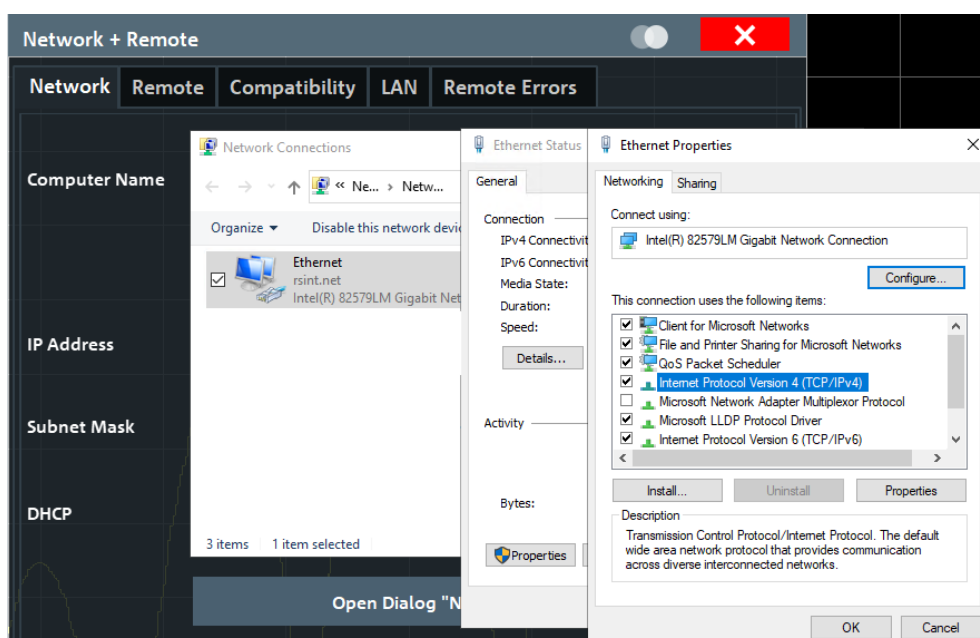 Network + Remote
Network Remote Compatibility LAN Remote Errors
Computer Name
IP Address
Subnet Mask
DHCP
Open Dialog "N
Network Connections
« Ne... › Netw...
Organize Disable this network devic
Ethernet
rsint.net
Intel(R) 82579LM Gigabit Net
3 items 1 item selected
Ethernet Status
General
Connection
IPv4 Connectivit
IPv6 Connectivit
Media State:
Duration:
Speed:
Details...
Activity
Bytes:
Properties
Ethernet Properties
Networking Sharing
Connect using:
Intel(R) 82579LM Gigabit Network Connection
Configure...
This connection uses the following items:
Client for Microsoft Networks
File and Printer Sharing for Microsoft Networks
QoS Packet Scheduler
Internet Protocol Version 4 (TCP/IPv4)
Microsoft Network Adapter Multiplexor Protocol
Microsoft LLDP Protocol Driver
Internet Protocol Version 6 (TCP/IPv6)
Install... Uninstall Properties
Description
Transmission Control Protocol/Internet Protocol. The default
wide area network protocol that provides communication
across diverse interconnected networks.
OK Cancel